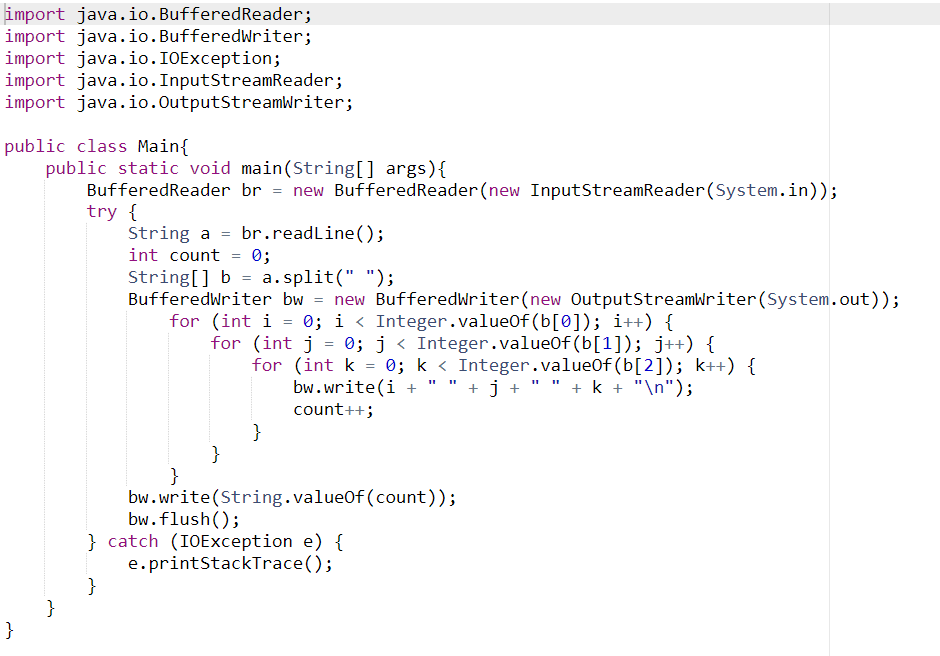 import java.io.BufferedReader;
import java.io.BufferedWriter;
import java.io.IOException;
import java.io.InputStreamReader;
import java.io.OutputStreamWriter;

public class Main{
    public static void main(String[] args){
        BufferedReader br = new BufferedReader(new InputStreamReader(System.in));
        try {
            String a = br.readLine();
            int count = 0;
            String[] b = a.split(" ");
            BufferedWriter bw = new BufferedWriter(new OutputStreamWriter(System.out));
                for (int i = 0; i < Integer.valueOf(b[0]); i++) {
                    for (int j = 0; j < Integer.valueOf(b[1]); j++) {
                        for (int k = 0; k < Integer.valueOf(b[2]); k++) {
                            bw.write(i + " " + j + " " + k + "\n");
                            count++;
                        }
                    }
                }
            bw.write(String.valueOf(count));
            bw.flush();
        } catch (IOException e) {
            e.printStackTrace();
        }
    }
}